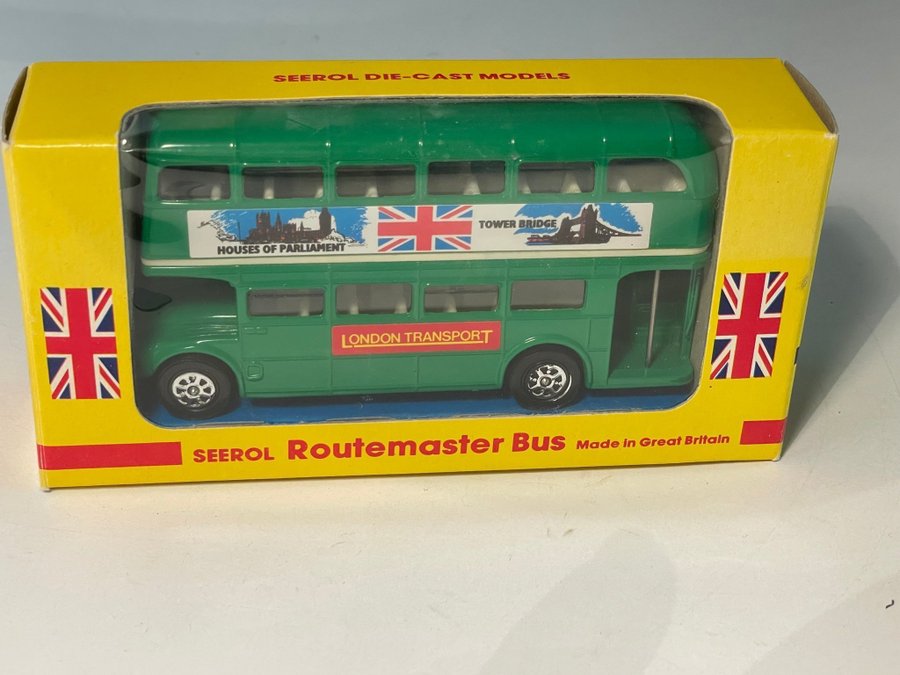 SEEROL DIE-CAST MODELS
HOUSES OF PARLIAMENT
TOWER BRIDGE
LONDON TRANSPORT
SEEROL Routemaster Bus Made in Great Britain